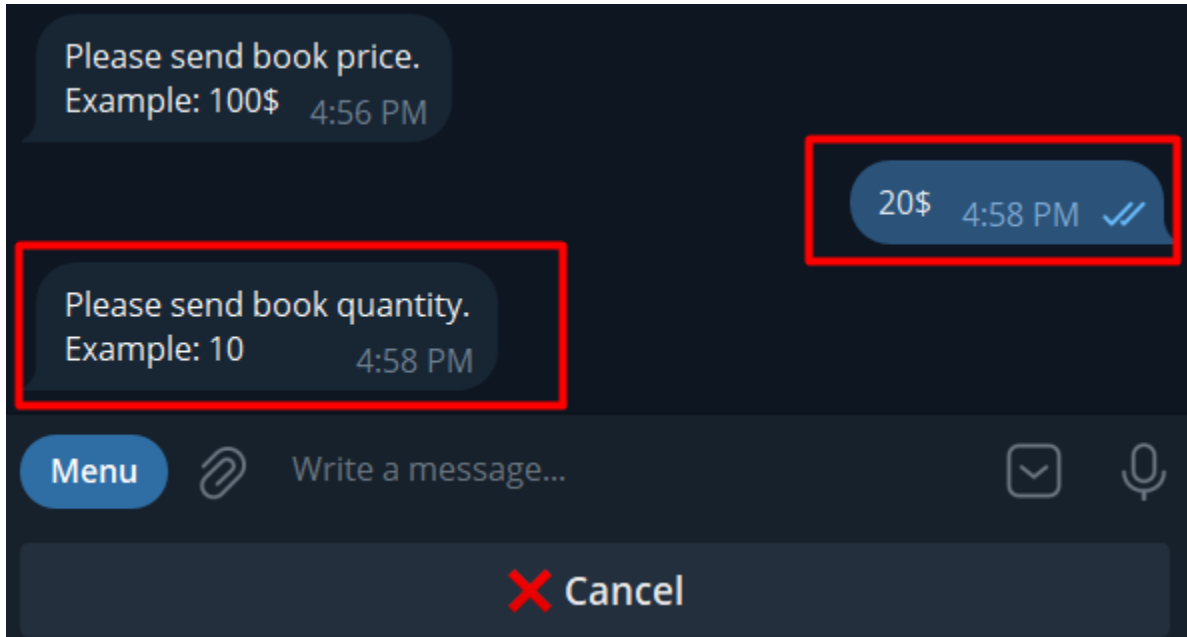 Please send book price.
Example: 100$ 4:56 PM
20$ 4:58 PM
Please send book quantity.
Example: 10 4:58 PM
Menu Write a message...
Cancel